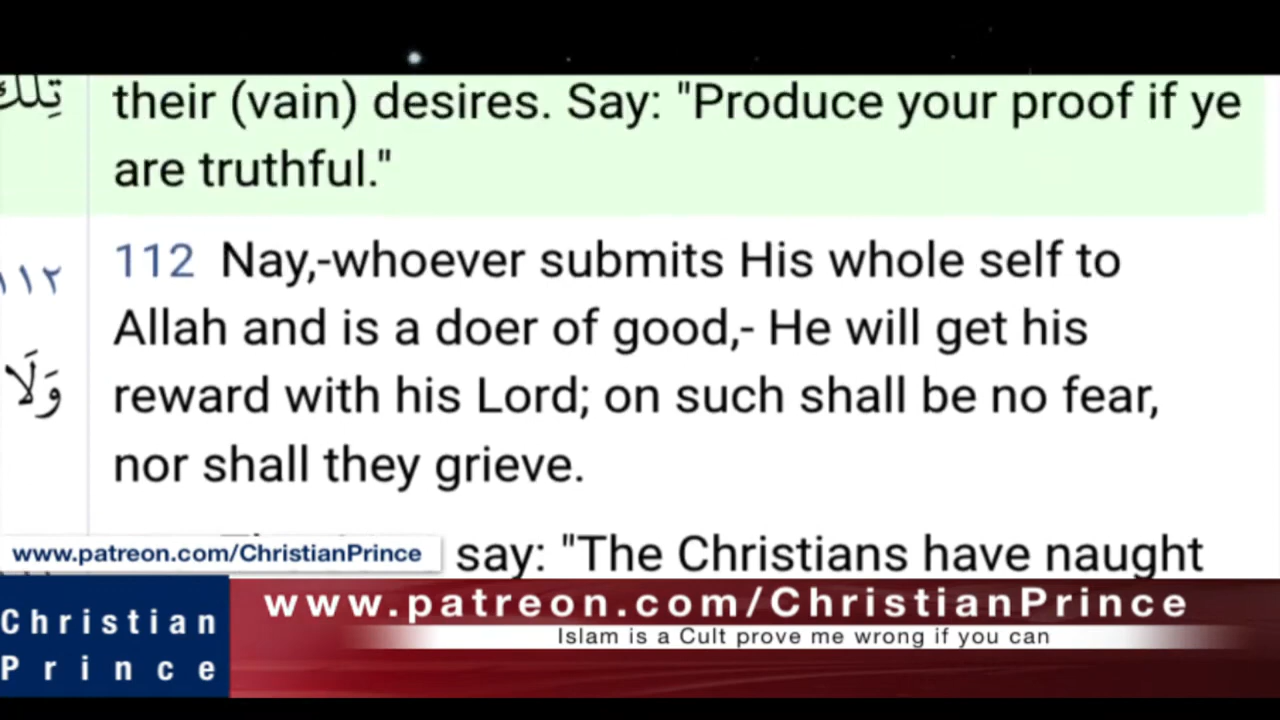 تِلْكَ
their (vain) desires. Say: "Produce your proof if ye
are truthful."
١١٢
112 Nay,-whoever submits His whole self to
Allah and is a doer of good,- He will get his
وَلَا
reward with his Lord; on such shall be no fear,
nor shall they grieve.
say: "The Christians have naught
www.patreon.com/ChristianPrince
Christian
Prince
www.patreon.com/ChristianPrince
Islam is a Cult prove me wrong if you can